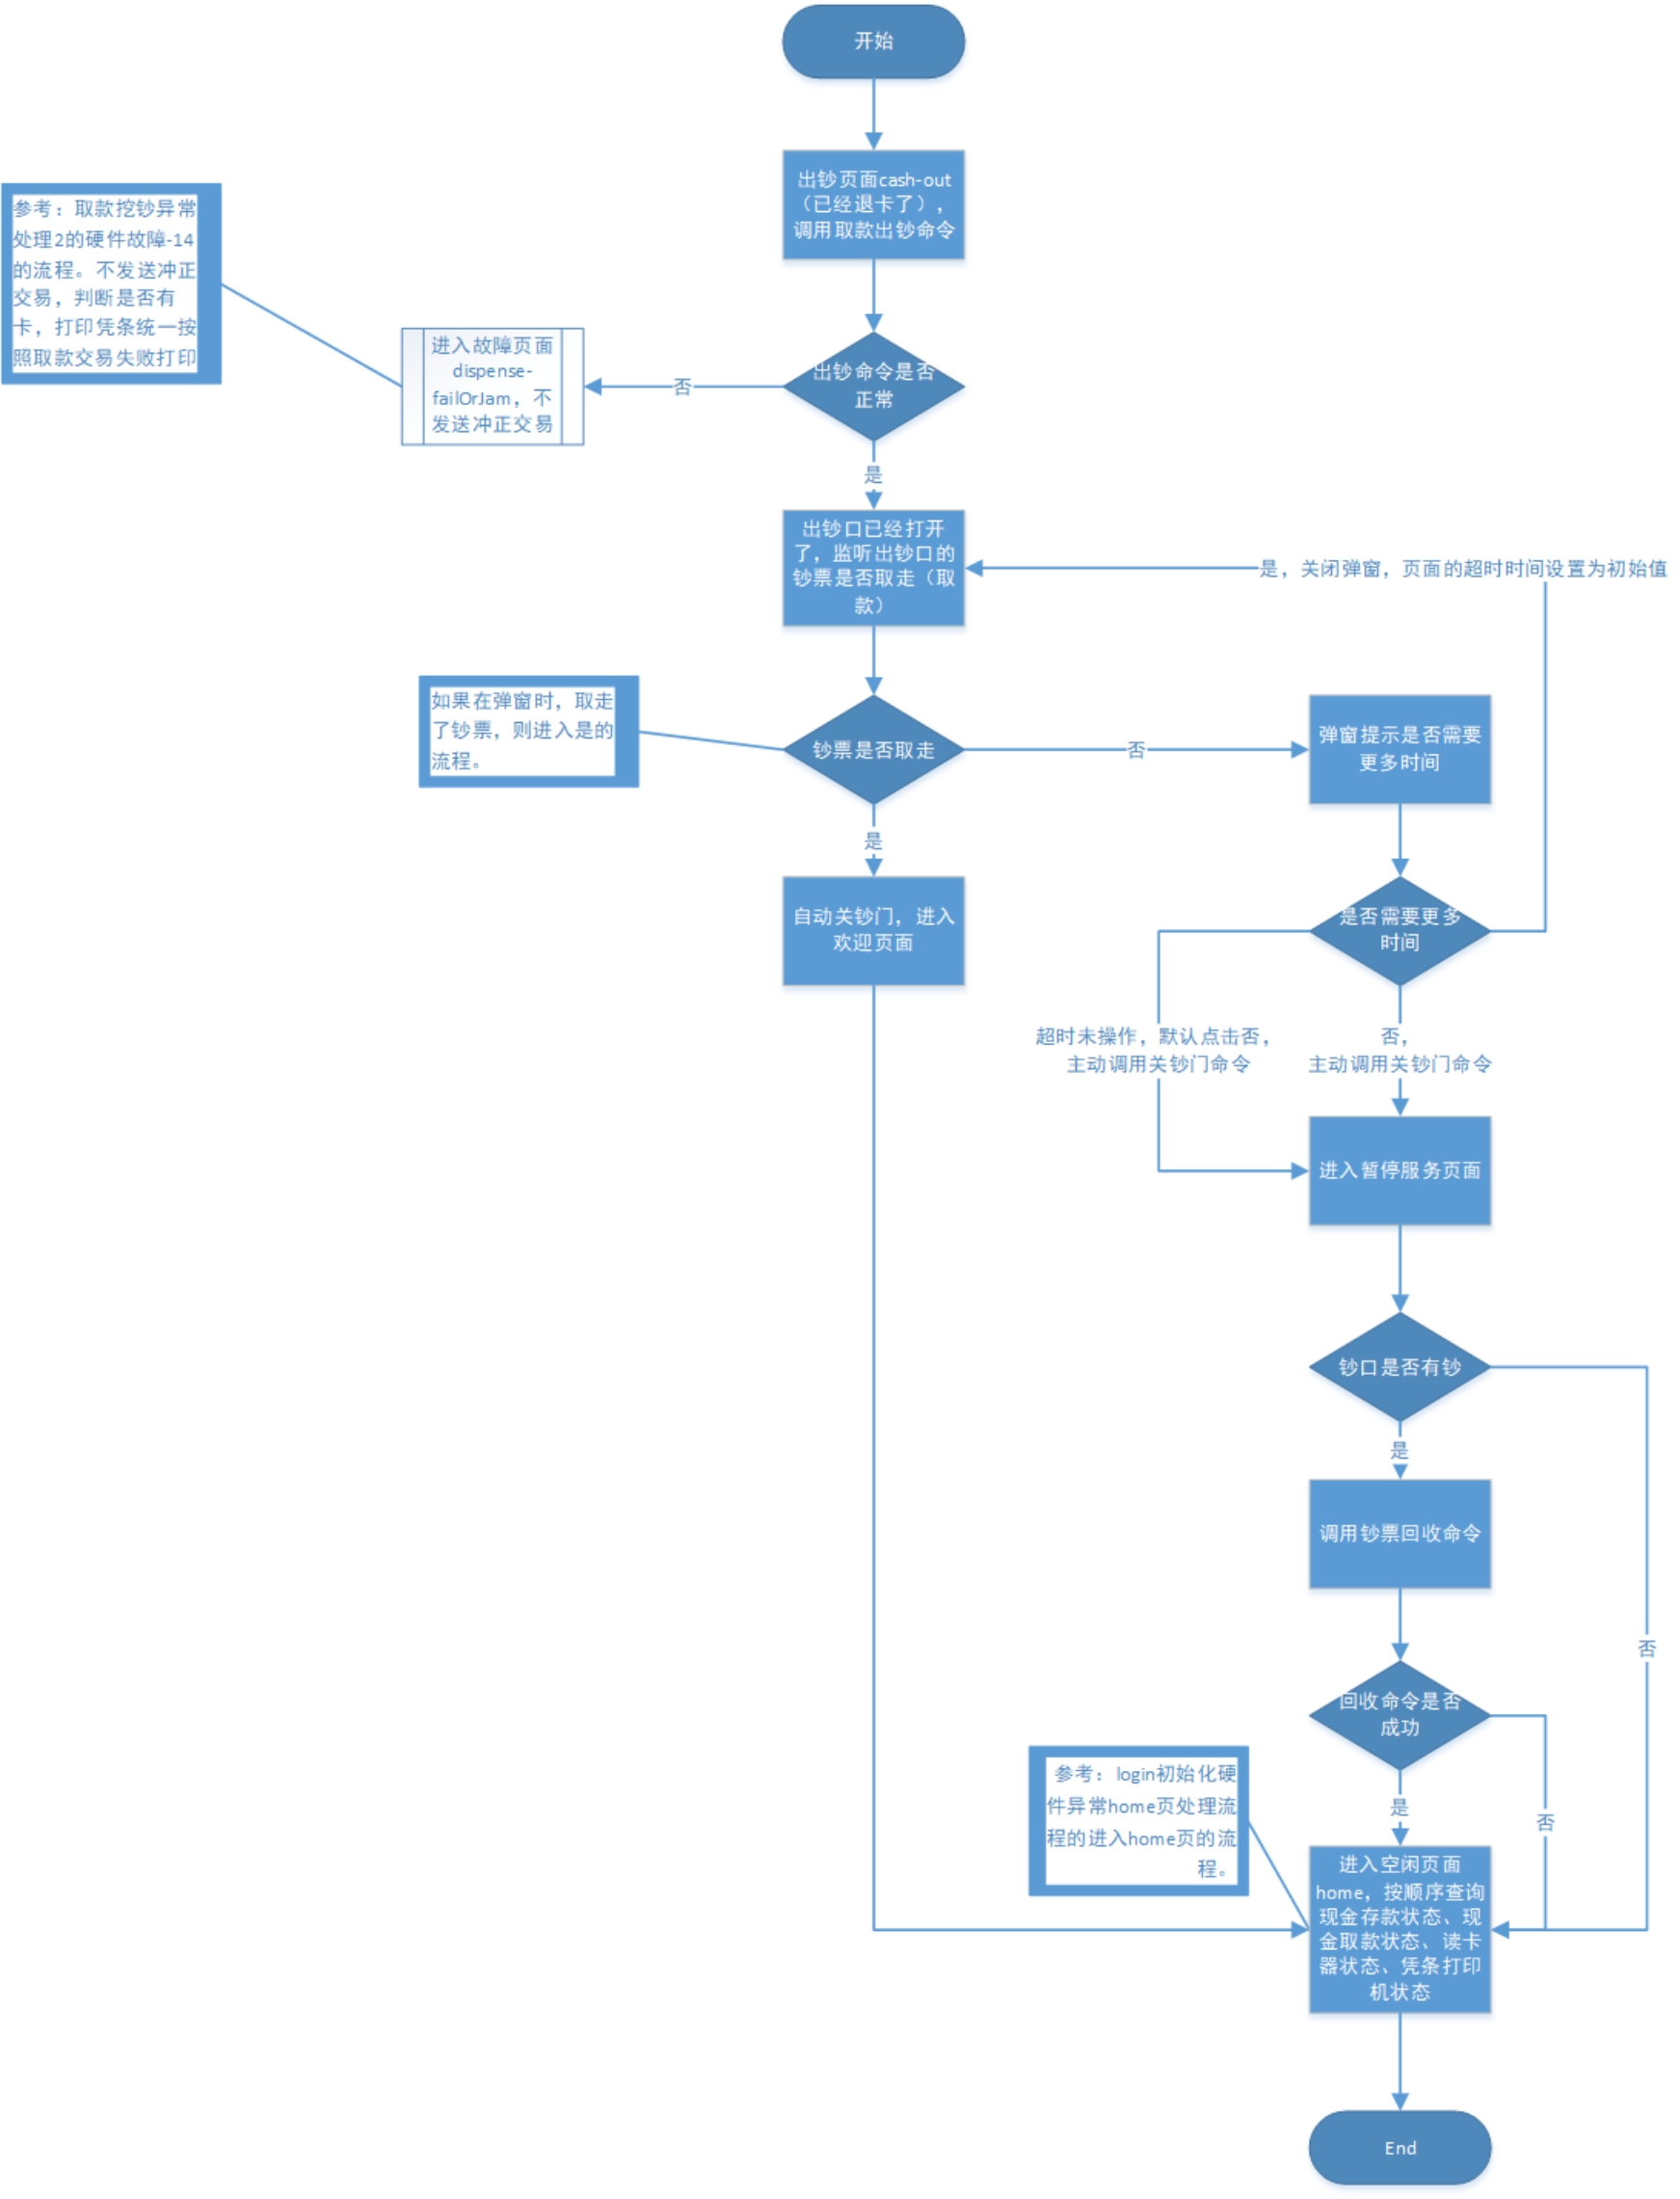 开始
出钞页面cash-out
（已经退卡了），
调用取款出钞命令
参考：取款挖钞异常
处理2的硬件故障-14
的流程。不发送冲正
交易，判断是否有
卡，打印凭条统一按
照取款交易失败打印
进入故障页面
dispense-
failOrJam，不
发送冲正交易
否
出钞命令是否
正常
是
出钞口已经打开
了，监听出钞口的
钞票是否取走（取
款）
是，关闭弹窗，页面的超时时间设置为初始值
如果在弹窗时，取走
了钞票，则进入是的
流程。
钞票是否取走
否
弹窗提示是否需要
更多时间
是
自动关钞门，进入
欢迎页面
是否需要更多
时间
超时未操作，默认点击否，
主动调用关钞门命令
否，
主动调用关钞门命令
进入暂停服务页面
钞口是否有钞
是
调用钞票回收命令
否
回收命令是否
成功
参考：login初始化硬
件异常home页处理流
程的进入home页的流
程。
是
否
进入空闲页面
home，按顺序查询
现金存款状态、现
金取款状态、读卡
器状态、凭条打印
机状态
End